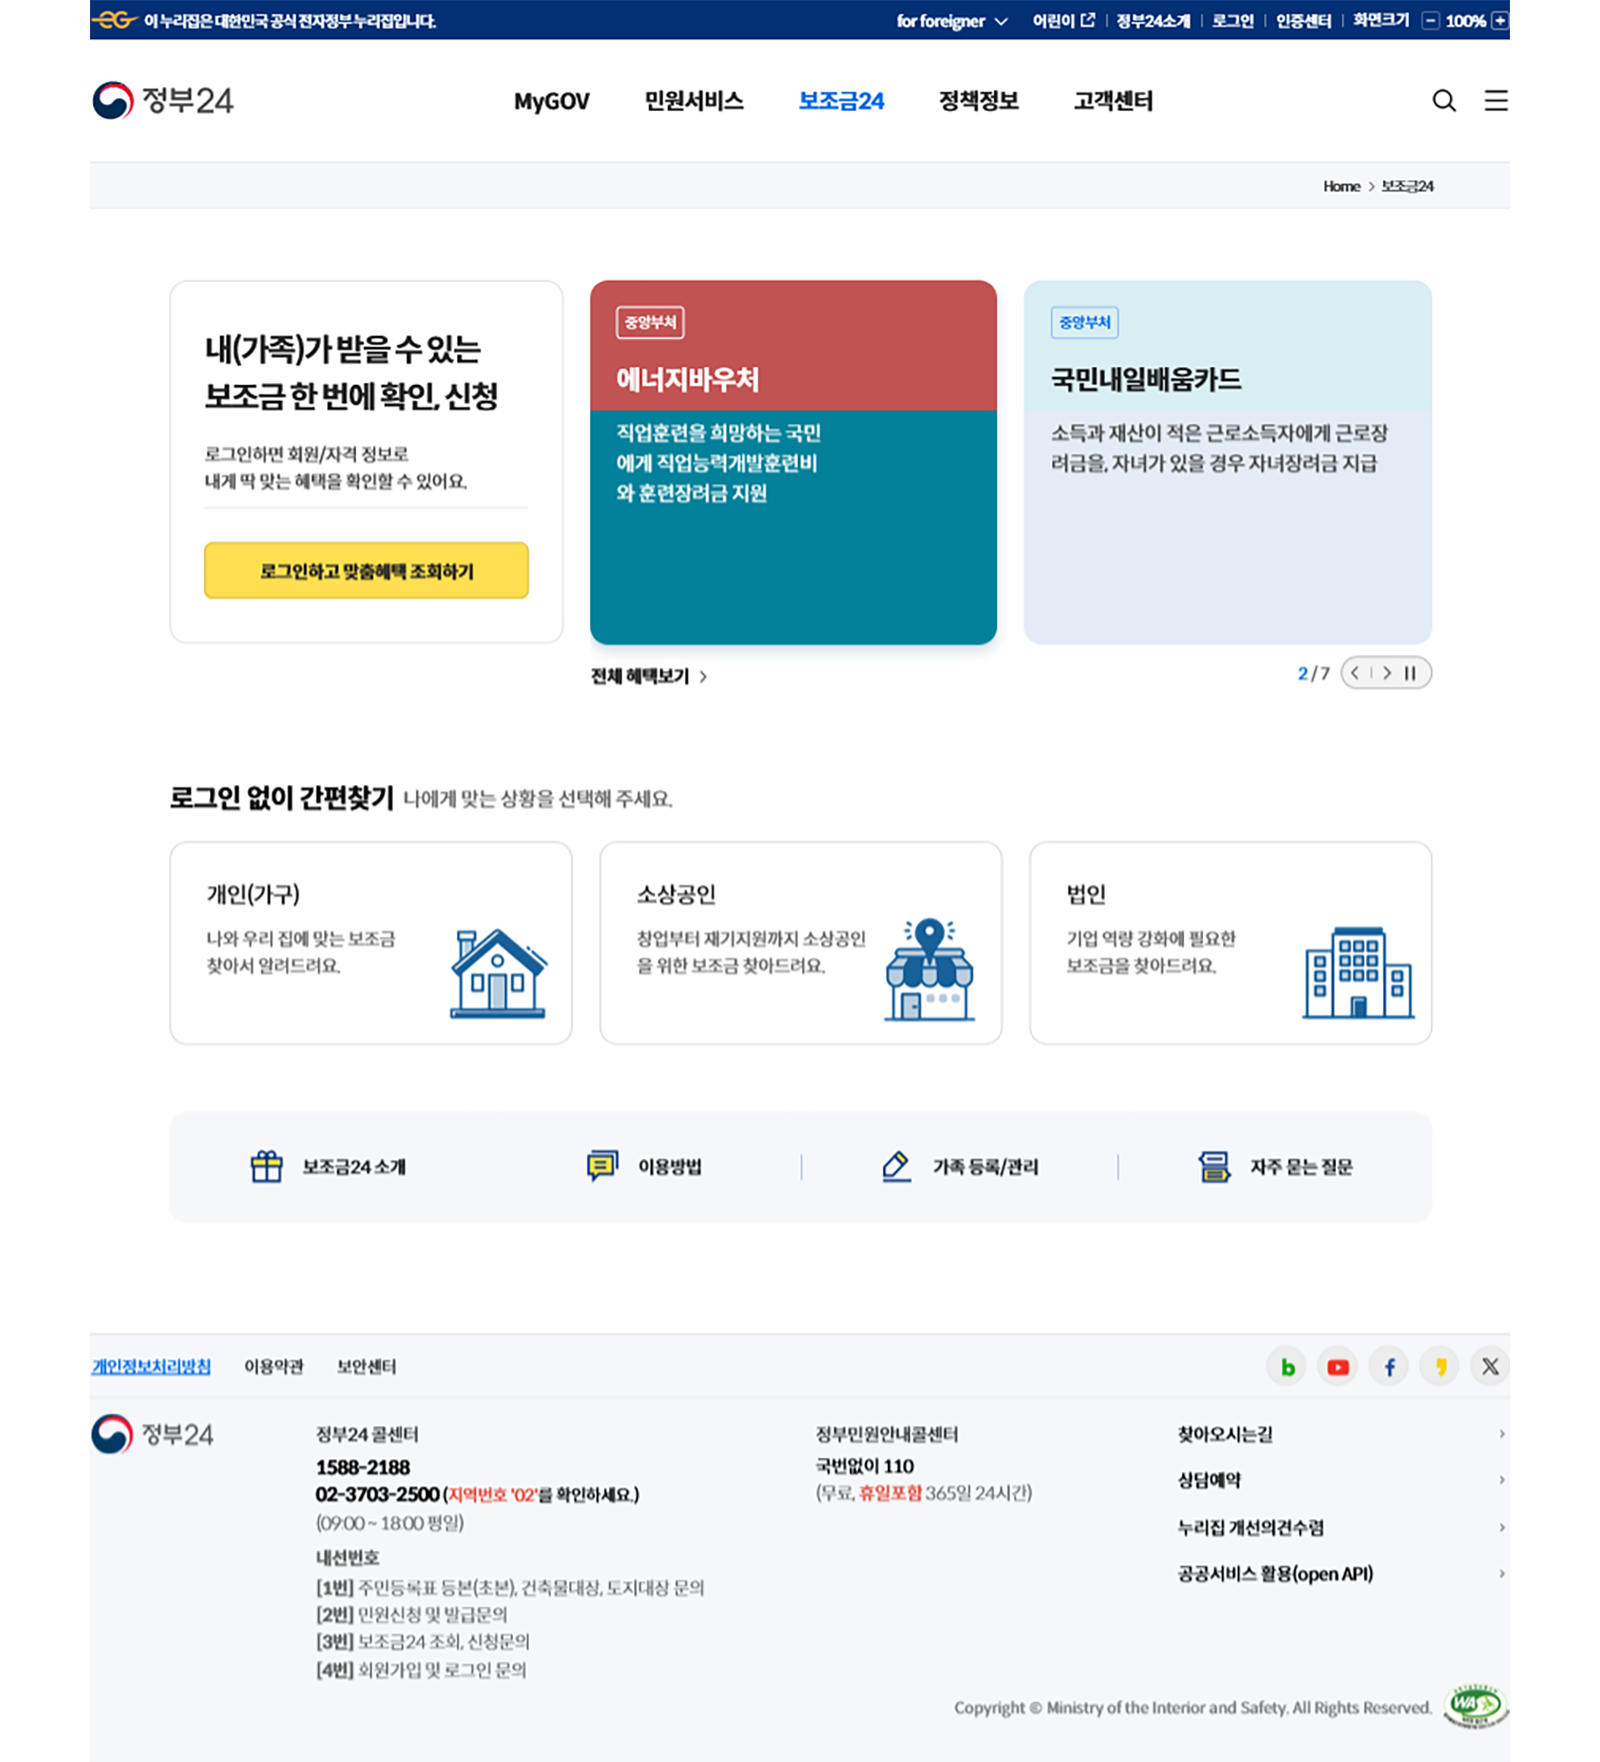 이 누리집은 대한민국 공식 전자정부 누리집입니다.
for foreigner 어린이 정부24소개 로그인 인증센터 화면크기 100%
정부24
MyGOV 민원서비스 보조금24 정책정보 고객센터
Home > 보조금24
내(가족)가 받을 수 있는
보조금 한 번에 확인, 신청
로그인하면 회원/자격 정보로
내게 딱 맞는 혜택을 확인할 수 있어요.
로그인하고 맞춤혜택 조회하기
중앙부처
에너지바우처
직업훈련을 희망하는 국민
에게 직업능력개발훈련비
와 훈련장려금 지원
중앙부처
국민내일배움카드
소득과 재산이 적은 근로소득자에게 근로장
려금을, 자녀가 있을 경우 자녀장려금 지급
전체 혜택보기 >
2/7
로그인 없이 간편찾기 나에게 맞는 상황을 선택해 주세요.
개인(가구)
나와 우리 집에 맞는 보조금
찾아서 알려드려요.
소상공인
창업부터 재기지원까지 소상공인
을 위한 보조금 찾아드려요.
법인
기업 역량 강화에 필요한
보조금을 찾아드려요.
보조금24 소개 이용방법 가족 등록/관리 자주 묻는 질문
개인정보처리방침 이용약관 보안센터
정부24
정부24 콜센터
1588-2188
02-3703-2500 (지역번호 '02'를 확인하세요.)
(09:00 ~ 18:00 평일)
내선번호
[1번] 주민등록표 등본(초본), 건축물대장, 토지대장 문의
[2번] 민원신청 및 발급문의
[3번] 보조금24 조회, 신청문의
[4번] 회원가입 및 로그인 문의
정부민원안내콜센터
국번없이 110
(무료, 휴일포함 365일 24시간)
찾아오시는길
상담예약
누리집 개선의견수렴
공공서비스 활용(open API)
Copyright © Ministry of the Interior and Safety. All Rights Reserved.
WA